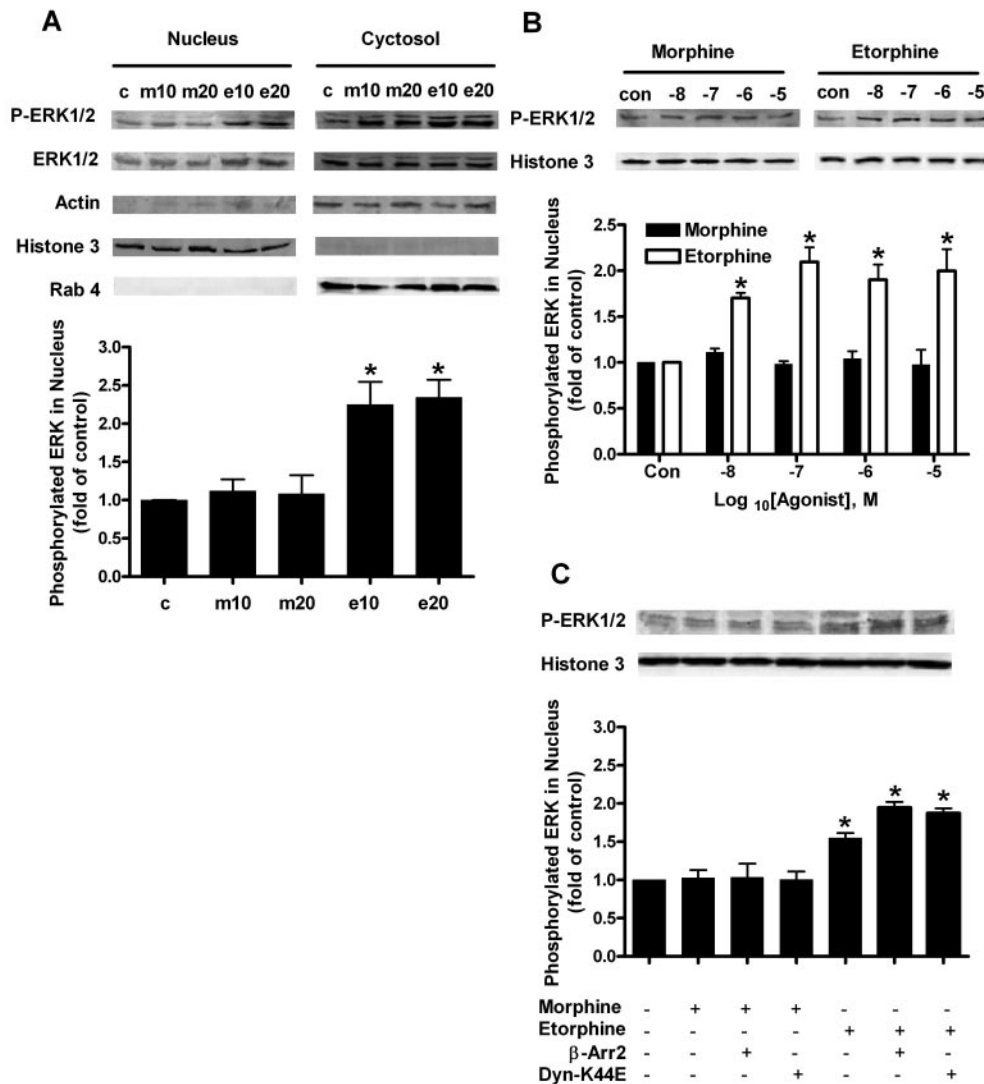 A
Nucleus Cyctosol
c m10 m20 e10 e20 c m10 m20 e10 e20
P-ERK1/2
ERK1/2
Actin
Histone 3
Rab 4
Phosphorylated ERK in Nucleus
(fold of control)
3.0
2.5
2.0
1.5
1.0
0.5
0.0
* *
c m10 m20 e10 e20
B
Morphine Etorphine
con -8 -7 -6 -5 con -8 -7 -6 -5
P-ERK1/2
Histone 3
Phosphorylated ERK in Nucleus
(fold of control)
2.5
2.0
1.5
1.0
0.5
0.0
Morphine
Etorphine
* * * *
Con -8 -7 -6 -5
Log 10[Agonist], M
C
P-ERK1/2
Histone 3
Phosphorylated ERK in Nucleus
(fold of control)
3.0
2.5
2.0
1.5
1.0
0.5
0.0
* * *
Morphine - + + + - - -
Etorphine - - - - + + +
β-Arr2 - - + - - + -
Dyn-K44E - - - + - - +